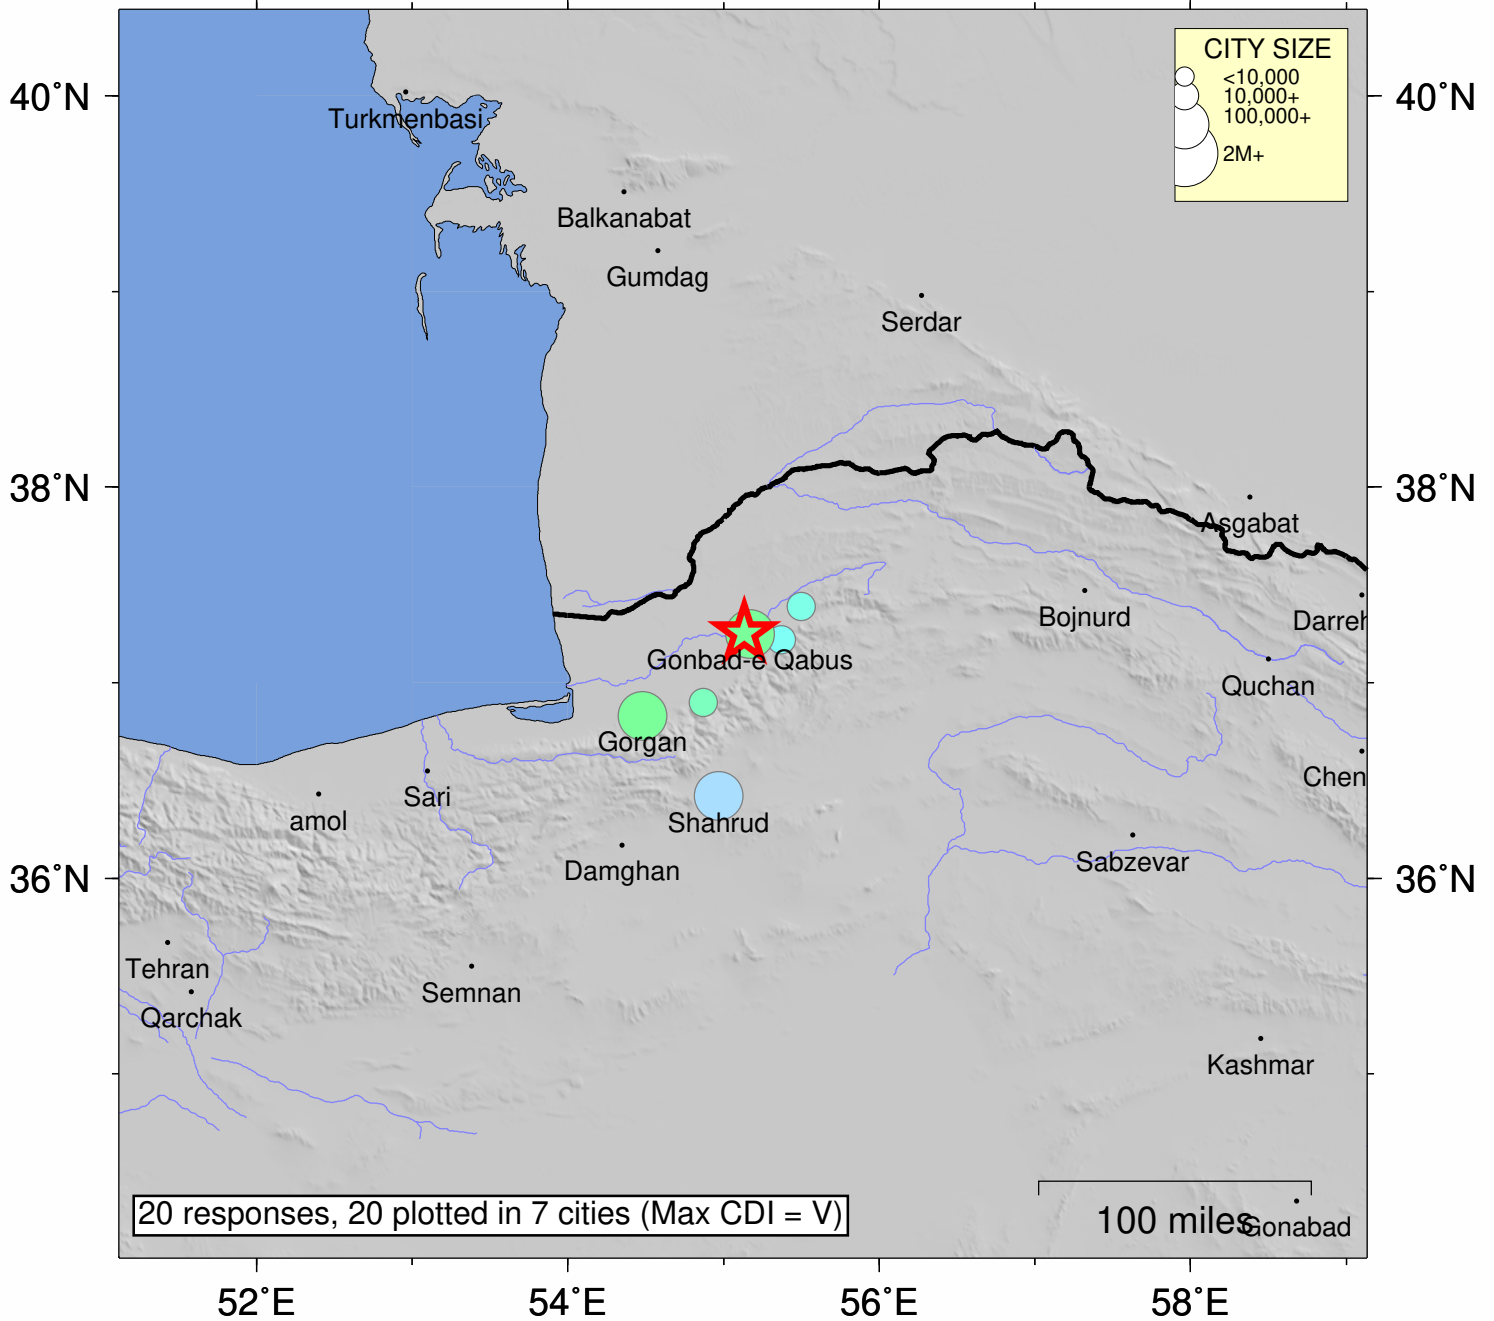 CITY SIZE
<10,000
10,000+
100,000+
2M+
40°N
40°N
Turkmenbasi
Balkanabat
Gumdag
Serdar
38°N
38°N
Asgabat
Bojnurd
Darreh
Gonbad-e Qabus
Quchan
Gorgan
Chen
Sari
amol
Shahrud
Damghan
Sabzevar
36°N
36°N
Tehran
Semnan
Qarchak
Kashmar
20 responses, 20 plotted in 7 cities (Max CDI = V)
100 miles
Gonabad
52°E
54°E
56°E
58°E